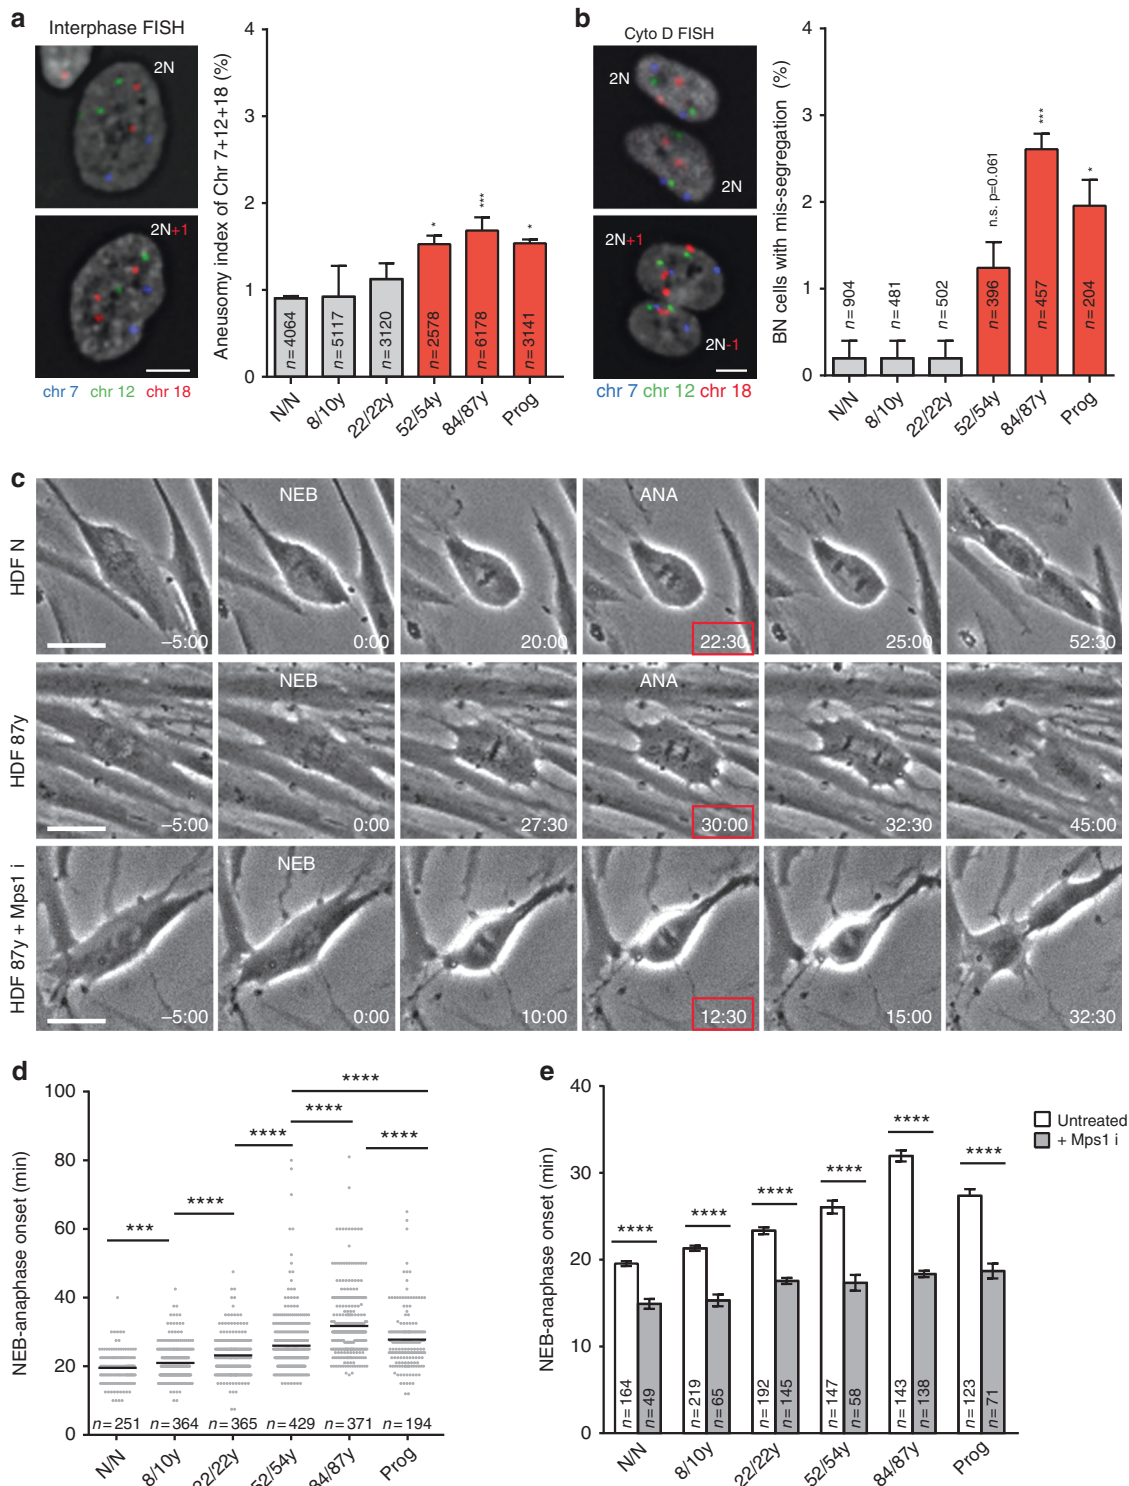 a
Interphase FISH
2N
2N+1
chr 7 chr 12 chr 18
Aneusomy index of Chr 7+12+18 (%)
4
3
2
1
0
n=4064
n=5117
n=3120
*
n=2578
***
n=6178
*
n=3141
N/N
8/10y
22/22y
52/54y
84/87y
Prog
b
Cyto D FISH
2N
2N
2N+1
2N-1
chr 7 chr 12 chr 18
BN cells with mis-segregation (%)
4
3
2
1
0
n=904
n=481
n=502
n.s. p=0.061
n=396
***
n=457
*
n=204
N/N
8/10y
22/22y
52/54y
84/87y
Prog
c
HDF N
–5:00
NEB
0:00
20:00
ANA
22:30
25:00
52:30
HDF 87y
–5:00
NEB
0:00
27:30
ANA
30:00
32:30
45:00
HDF 87y + Mps1 i
–5:00
NEB
0:00
10:00
12:30
15:00
32:30
d
NEB-anaphase onset (min)
100
80
60
40
20
0
***
****
****
****
****
****
n=251
n=364
n=365
n=429
n=371
n=194
N/N
8/10y
22/22y
52/54y
84/87y
Prog
e
NEB-anaphase onset (min)
40
30
20
10
0
Untreated
+ Mps1 i
****
****
****
****
****
****
n=164
n=49
n=219
n=65
n=192
n=145
n=147
n=58
n=143
n=138
n=123
n=71
N/N
8/10y
22/22y
52/54y
84/87y
Prog